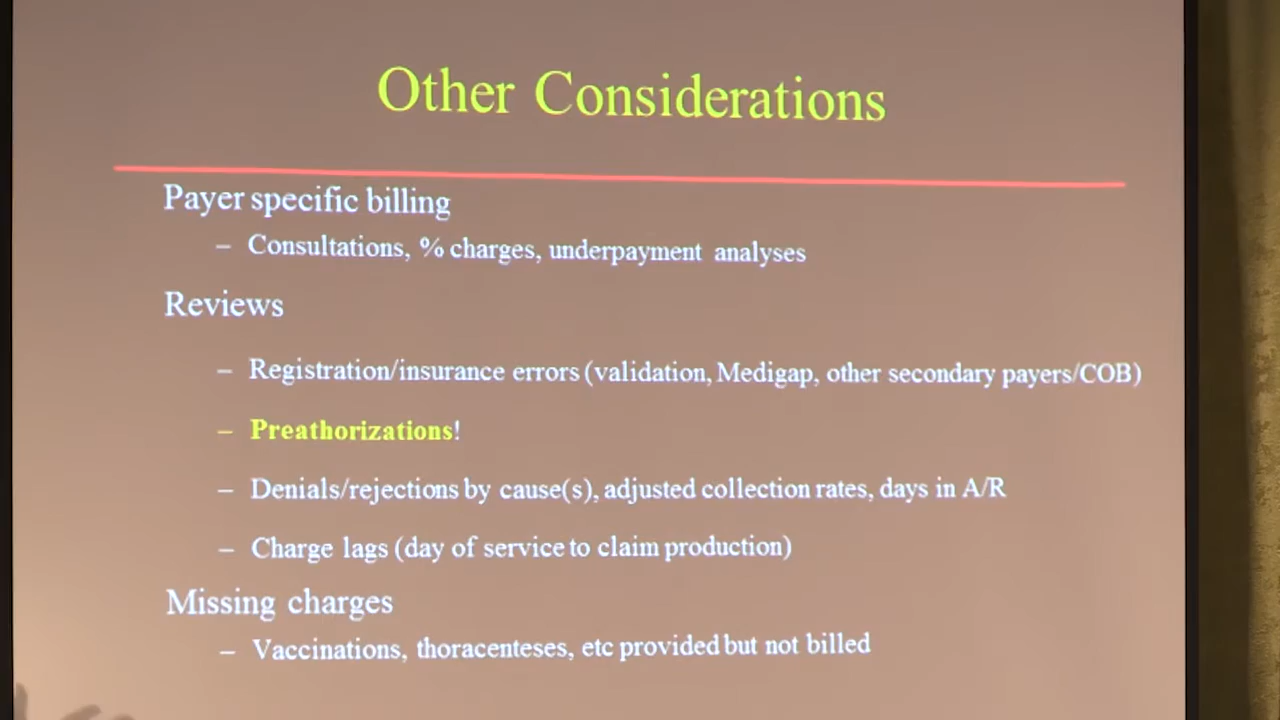 Other Considerations
Payer specific billing
– Consultations, % charges, underpayment analyses
Reviews
– Registration/insurance errors (validation, Medigap, other secondary payers/COB)
– Preathorizations!
– Denials/rejections by cause(s), adjusted collection rates, days in A/R
– Charge lags (day of service to claim production)
Missing charges
– Vaccinations, thoracenteses, etc provided but not billed